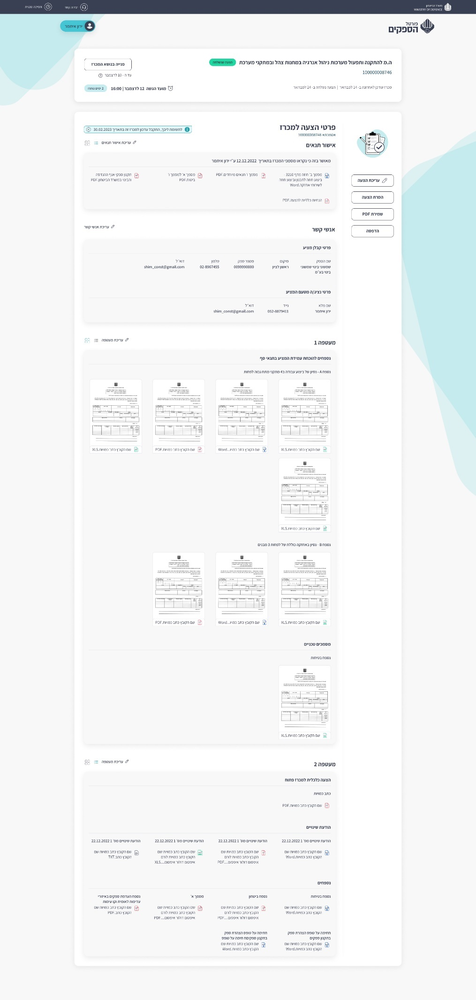 משרד הביטחון
MINISTRY OF DEFENCE
יצירת קשר
תמיכה טכנית
פורטל
הספקים
ירון איתמר
ה.מ להתקנה ותפעול מערכות ניהול אנרגיה במחנות צהל ובמתקני מערכת
הצעה שנשלחה
100000008746
מכרז עודכן לאחרונה ב- 14 לפברואר | הצעה נשלחה ב- 24 לפברואר
פנייה בנושא המכרז
עד ה - 10 לדצמבר
מועד הגשה 12 לדצמבר | 16:00
2 ימים נותרו
עריכת הצעה
הסרת הצעה
שמירת PDF
הדפסה
פרטי הצעה למכרז
אסמכתא 100000008746
לתשומת ליבך, התקבל עדכון למכרז זה בתאריך 30.02.2023
אישור תנאים
עריכת אישור תנאים
מאושר בזה כי נקראו מסמכי המכרז בתאריך 12.12.2022 ע״י ירון איתמר
מסמך ב׳ חוזה מדף 3210 -
ביצוע חוזה לתכנון וביצוע חוזה
לשירותי אחזקה.Word
מסמך ו׳ תנאים מיוחדים.PDF
מסמך א׳ למסמך ו׳
ביטוח.PDF
תקנון ספקי אגף ההנדסה
והבינוי במשרד הביטחון.PDF
הנחיות כלליות להצעה.PDF
אנשי קשר
עריכת אנשי קשר
פרטי קבלן מציע
שם הספק
שמשוני בינוי שמשוני
בינוי בע״מ
מיקום
ראשון לציון
מספר ספק
0099990000
טלפון
02-8967455
דוא״ל
shim_const@gmail.com
פרטי נציג/ה מטעם המציע
שם מלא
ירון איתמר
נייד
052-8879411
דוא״ל
shim_const@gmail.com
מעטפה 1
עריכת מעטפה
נספחים להוכחת עמידת המציע בתנאי סף
נספח A - נסיון של ביצוע עבודה ב4 מתקני מתח גבוה לפחות
שם הקובץ כתב כמויות.XLS
שם הקובץ כתב כמויו...Word
שם הקובץ כתב כמויות.PDF
שם הקובץ כתב כמויות.XLS
שם הקובץ כתב כמויות.XLS
נספח B - נסיון באחזקה כוללת של לפחות 3 מבנים
שם הקובץ כתב כמויות.XLS
שם הקובץ כתב כמויו...Word
שם הקובץ כתב כמויות.PDF
מסמכים טכניים
נספח בטיחות
שם הקובץ כתב כמויות.XLS
מעטפה 2
עריכת מעטפה
הצעה כלכלית למכרז פתוח
כתב כמויות
שם הקובץ כתב כמויות.PDF
הודעת שינויים
הודעת שינויים מס׳ 1 22.12.2022
שם הקובץ כתב כמויות שם
הקובץ כתב כמויות.Word
הודעת שינויים מס׳ 1 22.12.2022
שם הקובץ כתב כמויות שם
הקובץ כתב כמויות לורם
איפסום דולור איפסום....PDF
הודעת שינויים מס׳ 1 22.12.2022
שם הקובץ כתב כמויות שם
הקובץ כתב כמויות לורם
איפסום דולור איפסום....XLS
הודעת שינויים מס׳ 1 22.12.2022
שם הקובץ כתב כמויות שם
הקובץ כתב.TXT
נספחים
נספח בטיחות
שם הקובץ כתב כמויות שם
הקובץ כתב כמויות.Word
נספח ביטחון
שם הקובץ כתב כמויות שם
הקובץ כתב כמויות לורם
איפסום דולור איפסום....PDF
מסמך א׳
שם הקובץ כתב כמויות שם
הקובץ כתב כמויות לורם
איפסום דולור איפסום....PDF
נספח העדפת ספקים באיזורי
עדיפות לאומית וקו עימות
שם הקובץ כתב כמויות שם
הקובץ כתב.PDF
חתימה על טופס הצהרת ספק
בתקנון ספקים
שם הקובץ כתב כמויות שם
הקובץ כתב כמויות.Word
חתימה על טופס הצהרת ספק
בתקנון ספקיםח תימה על טופס
שם הקובץ כתב כמויות שם
הקובץ כתב כמויות.Word